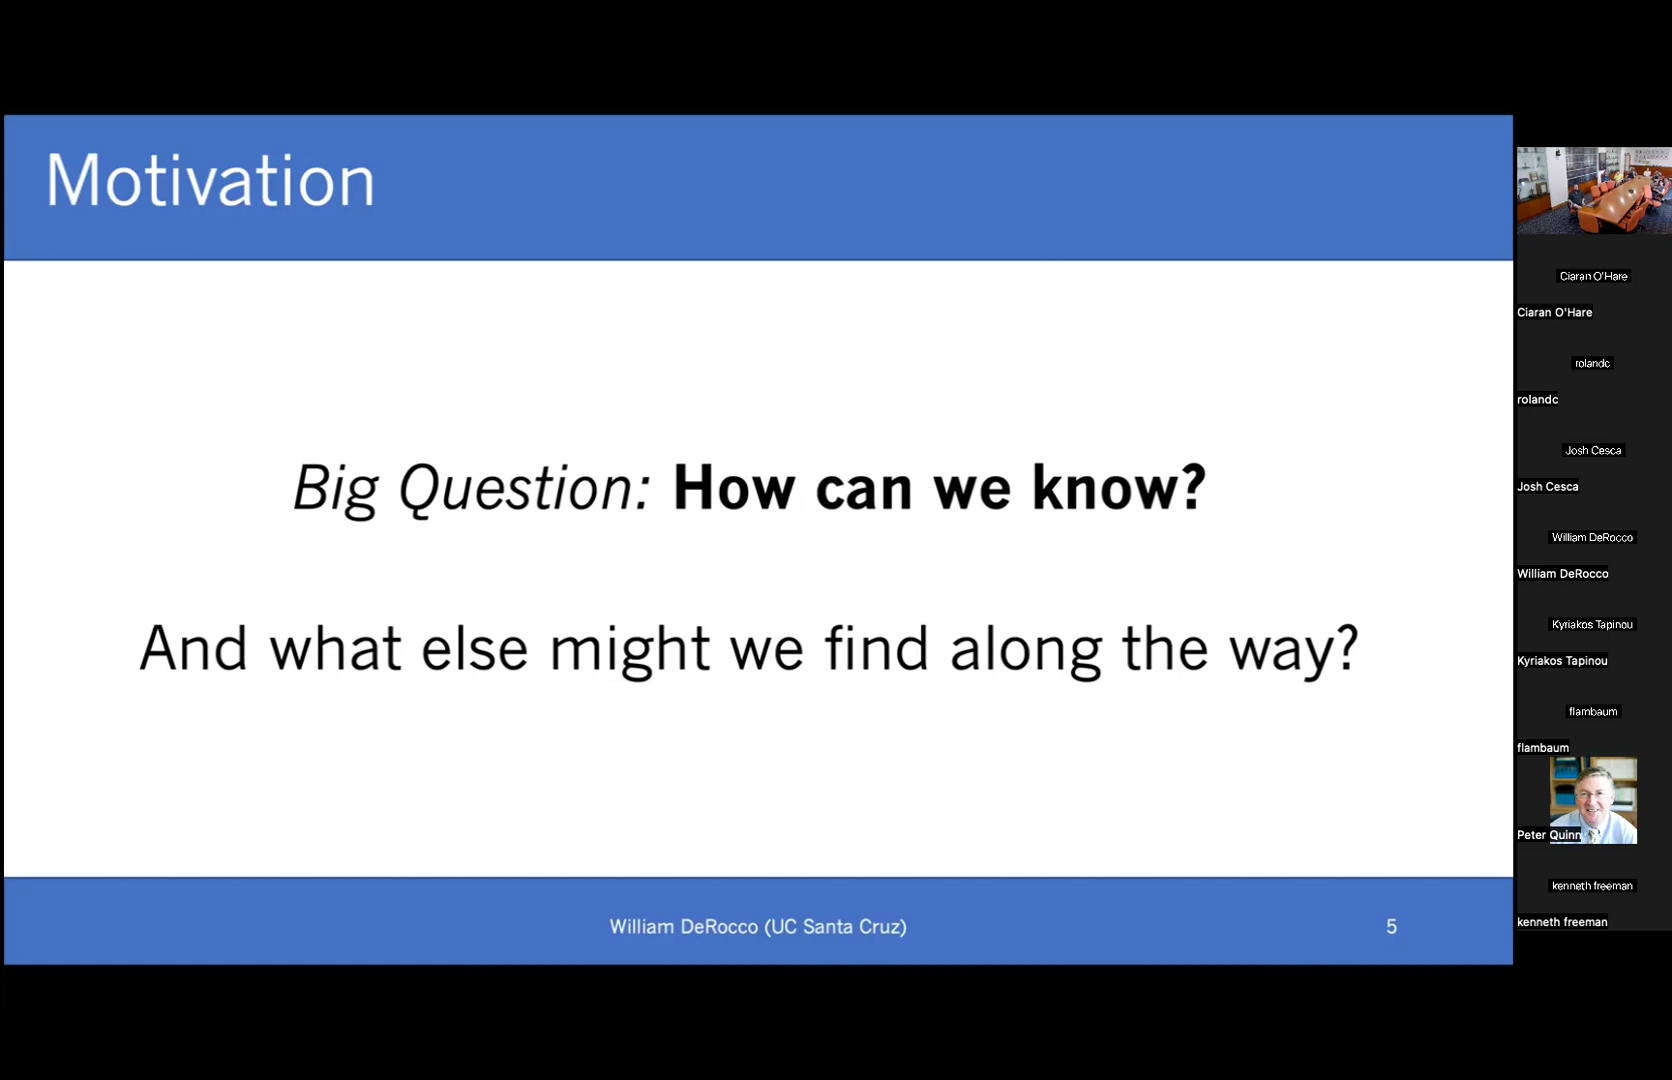 Motivation
Big Question: How can we know?
And what else might we find along the way?
William DeRocco (UC Santa Cruz)
5
Ciaran O'Hare
Ciaran O'Hare
rolandc
rolandc
Josh Cesca
Josh Cesca
William DeRocco
William DeRocco
Kyriakos Tapinou
Kyriakos Tapinou
flambaum
flambaum
Peter Quinn
kenneth freeman
kenneth freeman